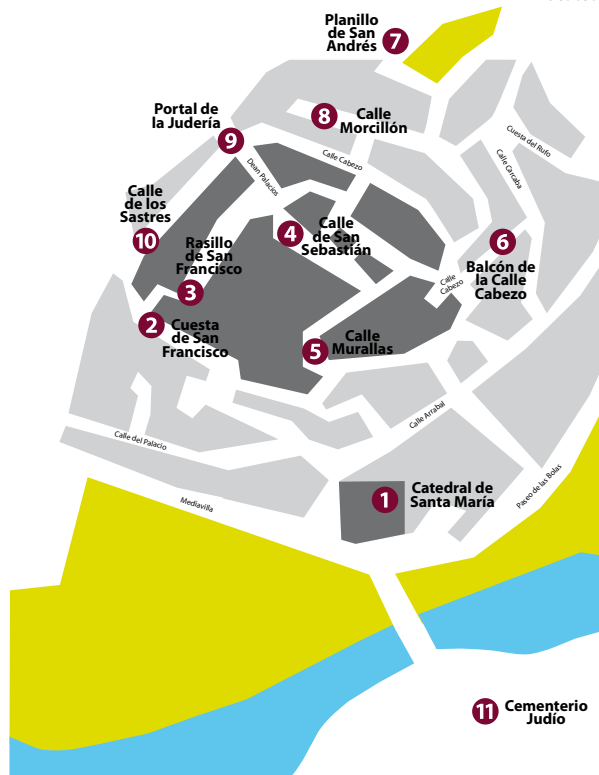 Planillo
de San
Andrés
7
8
Calle
Morcillón
Portal de
la Judería
9
Calle Cabezo
Cuesta del Rufo
Calle Carcaba
Dean Palacios
Calle
de los
Sastres
10
4
Calle
de San
Sebastián
6
Balcón de
la Calle
Cabezo
Rasillo
de San
Francisco
3
Calle
Cabezo
2
Cuesta
de San
Francisco
5
Calle
Murallas
Calle Arrabal
Calle del Palacio
Mediavilla
1
Catedral de
Santa María
Paseo de las Bolas
11
Cementerio
Judío